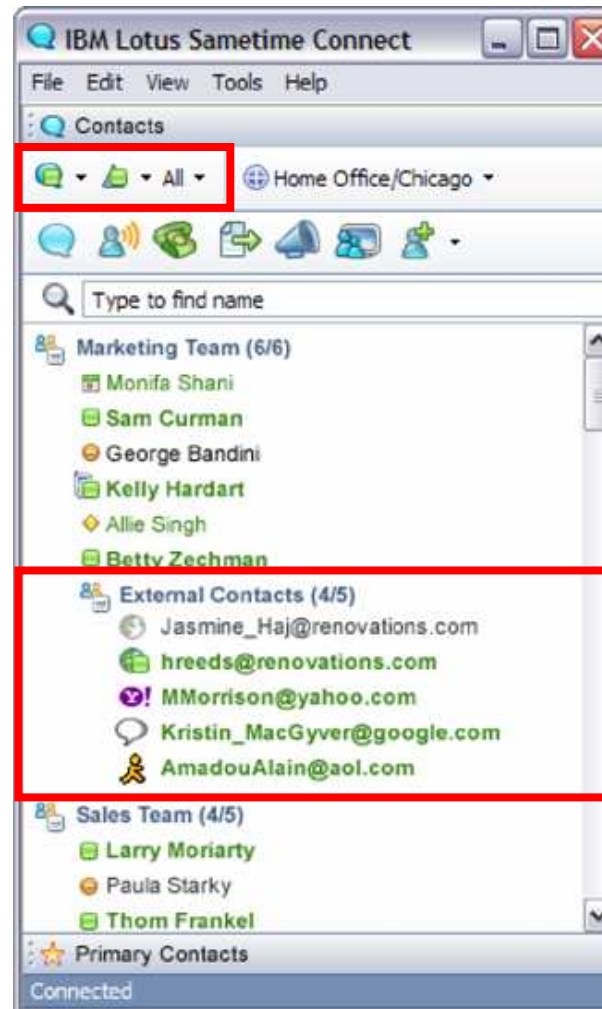 IBM Lotus Sametime Connect
File Edit View Tools Help
Contacts
All Home Office/Chicago
Type to find name
Marketing Team (6/6)
Monifa Shani
Sam Curman
George Bandini
Kelly Hardart
Allie Singh
Betty Zechman
External Contacts (4/5)
Jasmine_Haj@renovations.com
hreeds@renovations.com
Y! MMorrison@yahoo.com
Kristin_MacGyver@google.com
AmadouAlain@aol.com
Sales Team (4/5)
Larry Moriarty
Paula Starky
Thom Frankel
Primary Contacts
Connected